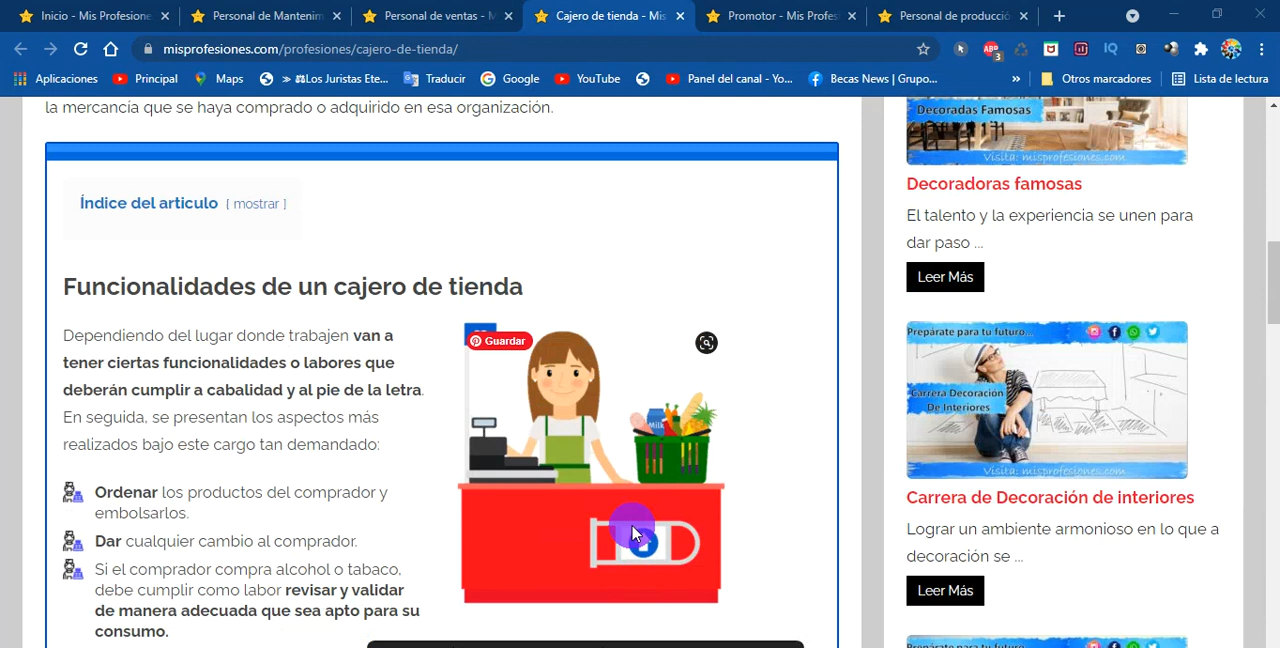 Inicio - Mis Profesione
Personal de Mantenim
Personal de ventas - M
Cajero de tienda - Mis
Promotor - Mis Profes
Personal de producció
misprofesiones.com/profesiones/cajero-de-tienda/
ABP
3
IQ
Aplicaciones
Principal
Maps
» ⚖Los Juristas Ete...
Traducir
Google
YouTube
Panel del canal - Yo...
Becas News | Grupo...
»
Otros marcadores
Lista de lectura
la mercancía que se haya comprado o adquirido en esa organización.
Índice del articulo [ mostrar ]
Funcionalidades de un cajero de tienda
Dependiendo del lugar donde trabajen van a
tener ciertas funcionalidades o labores que
deberán cumplir a cabalidad y al pie de la letra.
En seguida, se presentan los aspectos más
realizados bajo este cargo tan demandado:
Ordenar los productos del comprador y
embolsarlos.
Dar cualquier cambio al comprador.
Si el comprador compra alcohol o tabaco,
debe cumplir como labor revisar y validar
de manera adecuada que sea apto para su
consumo.
Guardar
Milk
Decoradas Famosas
Visita: misprofesiones.com
Decoradoras famosas
El talento y la experiencia se unen para
dar paso ...
Leer Más
Prepárate para tu futuro...
Carrera Decoración
De Interiores
Visita: misprofesiones.com
Carrera de Decoración de interiores
Lograr un ambiente armonioso en lo que a
decoración se ...
Leer Más
Prepárate para tu futuro...